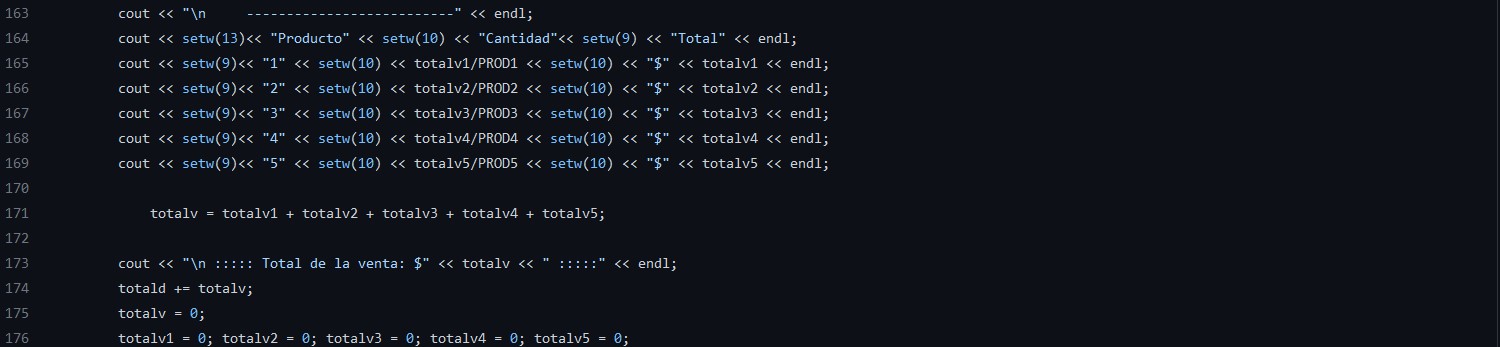 163 cout << "\n     --------------------------" << endl;
164 cout << setw(13)<< "Producto" << setw(10) << "Cantidad"<< setw(9) << "Total" << endl;
165 cout << setw(9)<< "1" << setw(10) << totalv1/PROD1 << setw(10) << "$" << totalv1 << endl;
166 cout << setw(9)<< "2" << setw(10) << totalv2/PROD2 << setw(10) << "$" << totalv2 << endl;
167 cout << setw(9)<< "3" << setw(10) << totalv3/PROD3 << setw(10) << "$" << totalv3 << endl;
168 cout << setw(9)<< "4" << setw(10) << totalv4/PROD4 << setw(10) << "$" << totalv4 << endl;
169 cout << setw(9)<< "5" << setw(10) << totalv5/PROD5 << setw(10) << "$" << totalv5 << endl;
170
171 totalv = totalv1 + totalv2 + totalv3 + totalv4 + totalv5;
172
173 cout << "\n ::::: Total de la venta: $" << totalv << " :::::" << endl;
174 totald += totalv;
175 totalv = 0;
176 totalv1 = 0; totalv2 = 0; totalv3 = 0; totalv4 = 0; totalv5 = 0;